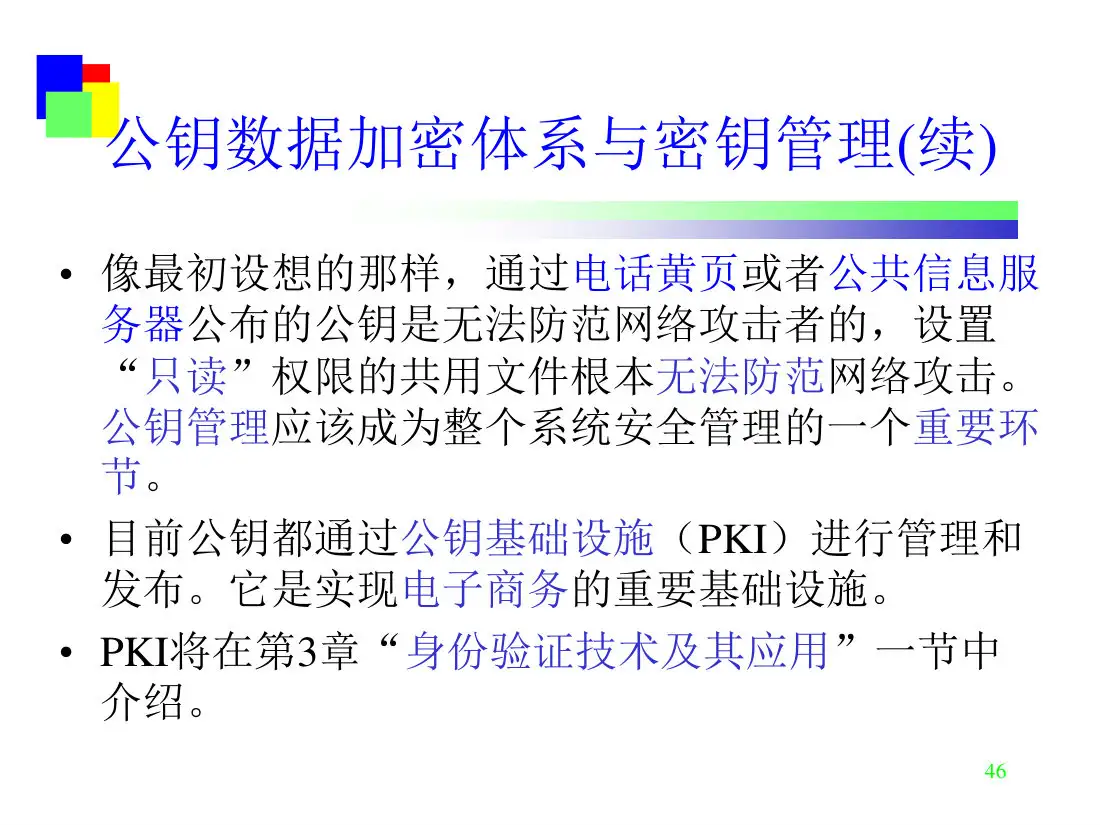 公钥数据加密体系与密钥管理(续)
• 像最初设想的那样，通过电话黄页或者公共信息服
务器公布的公钥是无法防范网络攻击者的，设置
“只读”权限的共用文件根本无法防范网络攻击。
公钥管理应该成为整个系统安全管理的一个重要环
节。
• 目前公钥都通过公钥基础设施（PKI）进行管理和
发布。它是实现电子商务的重要基础设施。
• PKI将在第3章“身份验证技术及其应用”一节中
介绍。
46